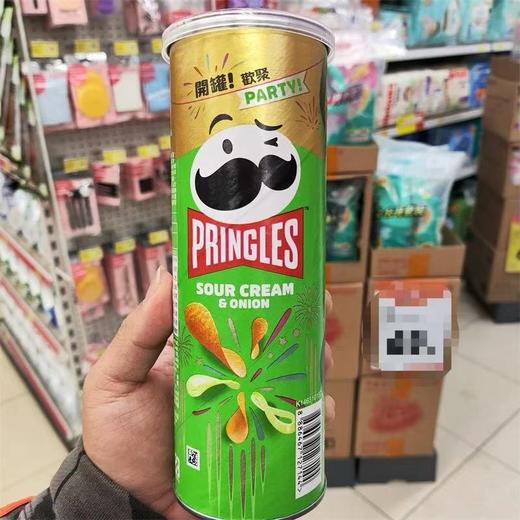 開罐！歡聚
PARTY!
PRINGLES
SOUR CREAM
& ONION